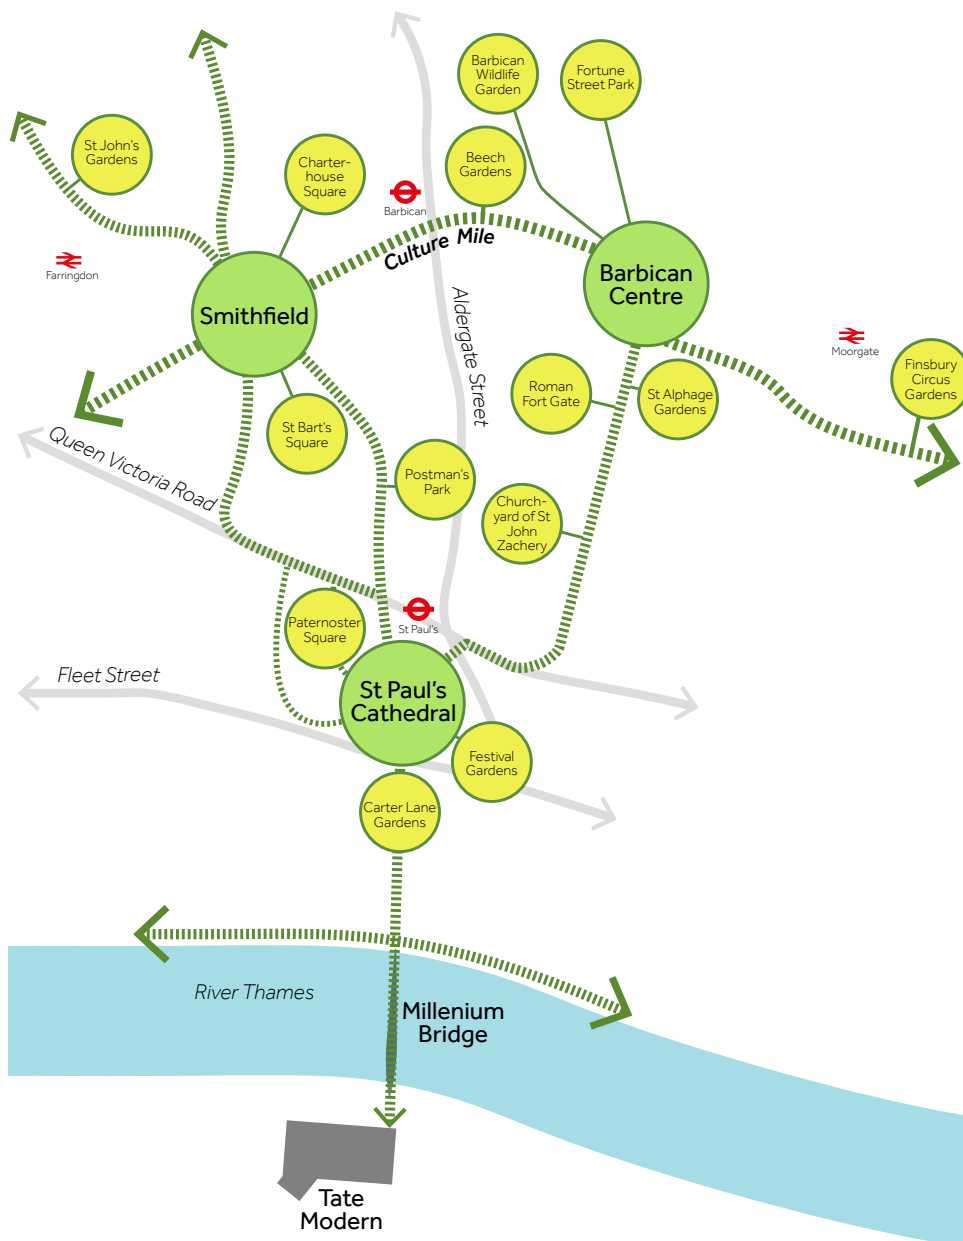 Barbican
Wildlife
Garden
Fortune
Street Park
St John's
Gardens
Charter-
house
Square
Beech
Gardens
Barbican
Culture Mile
Farringdon
Smithfield
Barbican
Centre
Aldergate Street
Moorgate
Finsbury
Circus
Gardens
Roman
Fort Gate
St Alphage
Gardens
St Bart's
Square
Queen Victoria Road
Postman's
Park
Church-
yard of St
John
Zachery
Paternoster
Square
St Paul's
Fleet Street
St Paul's
Cathedral
Festival
Gardens
Carter Lane
Gardens
River Thames
Millenium
Bridge
Tate
Modern